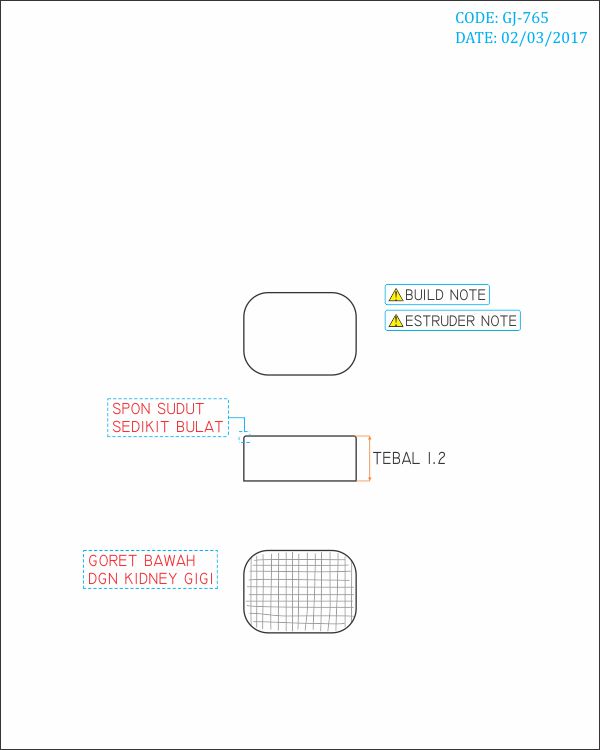 CODE: GJ-765
DATE: 02/03/2017
BUILD NOTE
ESTRUDER NOTE
SPON SUDUT
SEDIKIT BULAT
TEBAL 1.2
GORET BAWAH
DGN KIDNEY GIGI